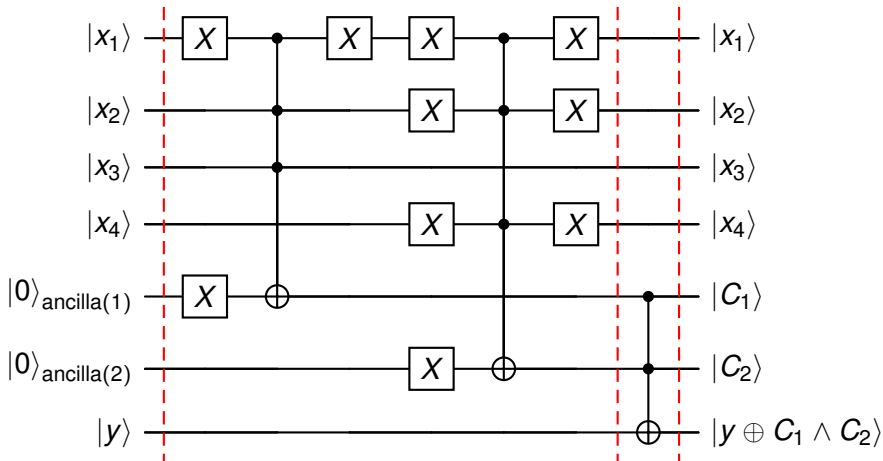 |x₁⟩ X X X X |x₁⟩
|x₂⟩ X X |x₂⟩
|x₃⟩ |x₃⟩
|x₄⟩ X X |x₄⟩
|0⟩ancilla(1) X |C₁⟩
|0⟩ancilla(2) X |C₂⟩
|y⟩ |y ⊕ C₁ ∧ C₂⟩